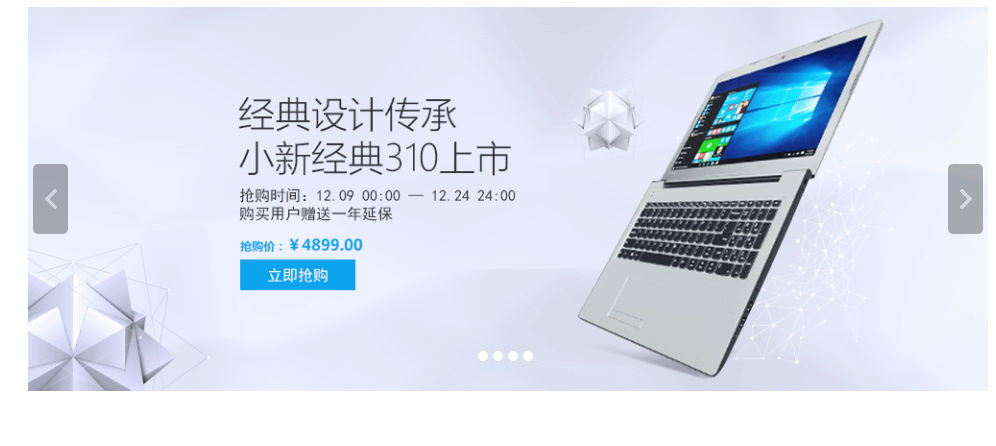 经典设计传承
小新经典310上市
抢购时间：12.09 00:00 — 12.24 24:00
购买用户赠送一年延保
抢购价：¥4899.00
立即抢购